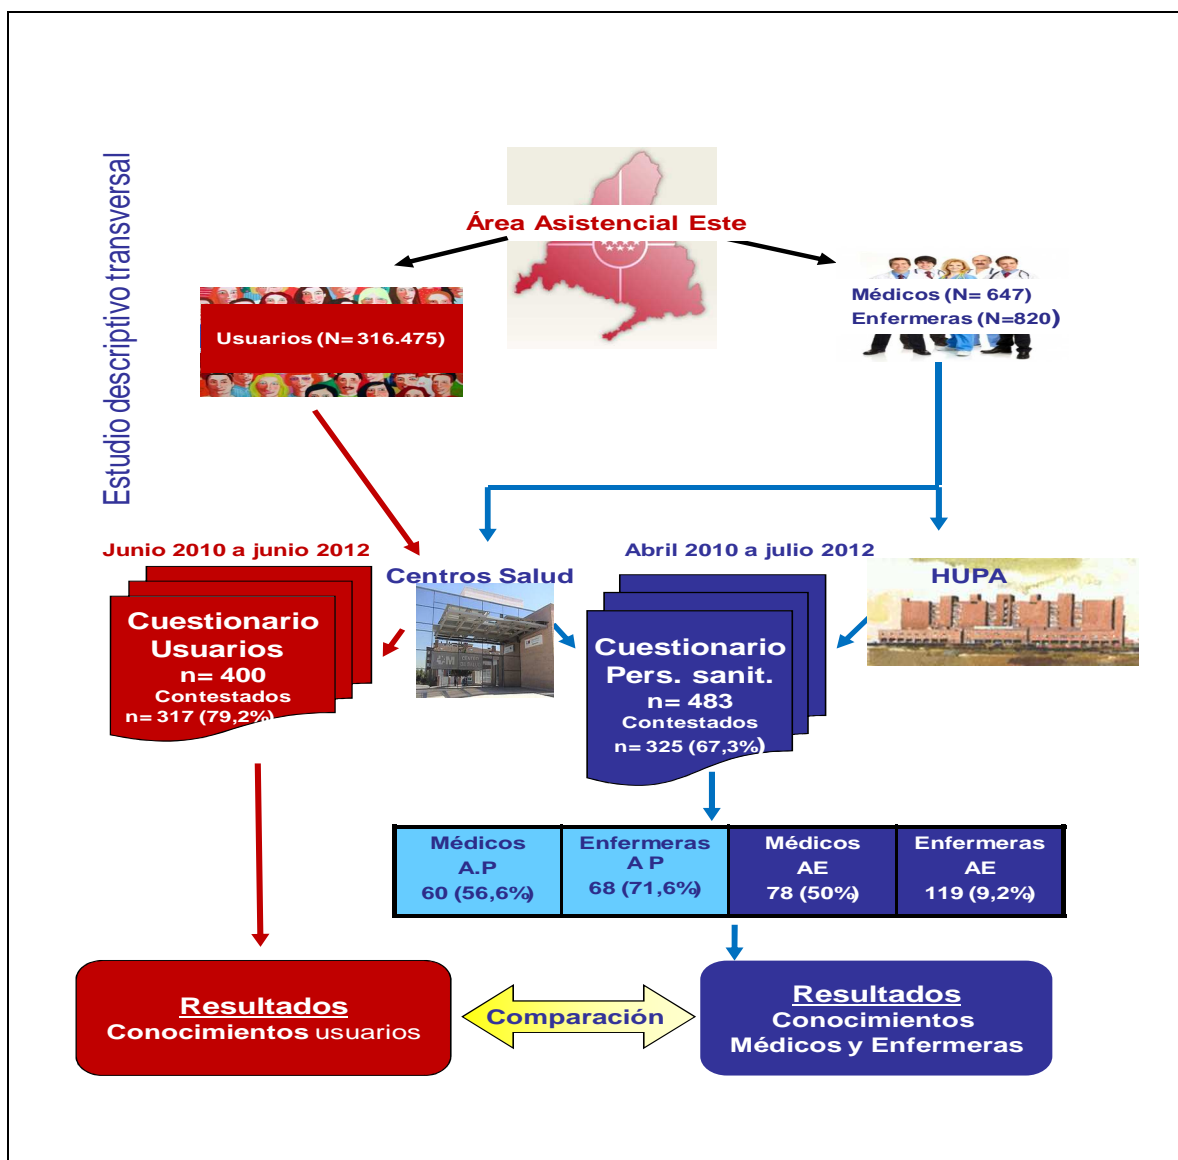 Estudio descriptivo transversal
Área Asistencial Este
Usuarios (N= 316.475)
Médicos (N= 647)
Enfermeras (N=820)
Junio 2010 a junio 2012
Centros Salud
Abril 2010 a julio 2012
HUPA
Cuestionario
Usuarios
n= 400
Contestados
n= 317 (79,2%)
Cuestionario
Pers. sanit.
n= 483
Contestados
n= 325 (67,3%)
Médicos
A.P
60 (56,6%)
Enfermeras
A P
68 (71,6%)
Médicos
AE
78 (50%)
Enfermeras
AE
119 (9,2%)
Resultados
Conocimientos usuarios
Comparación
Resultados
Conocimientos
Médicos y Enfermeras